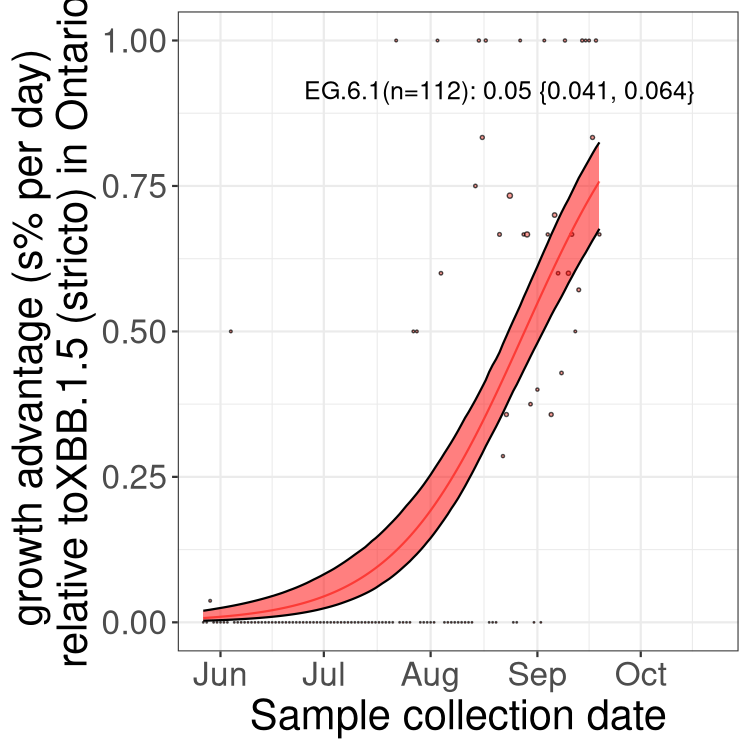 growth advantage (s% per day)
relative toXBB.1.5 (stricto) in Ontario
1.00
0.75
0.50
0.25
0.00
EG.6.1(n=112): 0.05 {0.041, 0.064}
Jun Jul Aug Sep Oct
Sample collection date